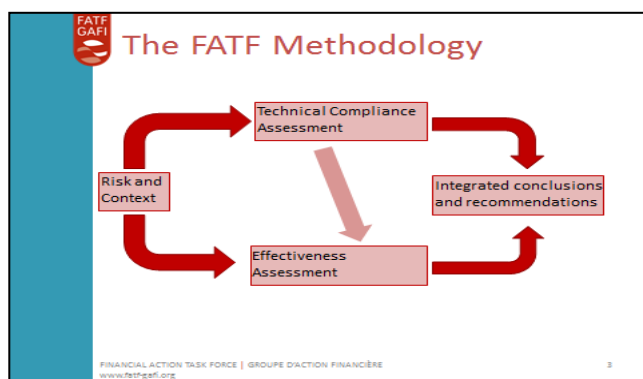 FATF
GAFI
The FATF Methodology
Technical Compliance
Assessment
Risk and
Context
Integrated conclusions
and recommendations
Effectiveness
Assessment
FINANCIAL ACTION TASK FORCE | GROUPE D'ACTION FINANCIÈRE
www.fatf-gafi.org
3